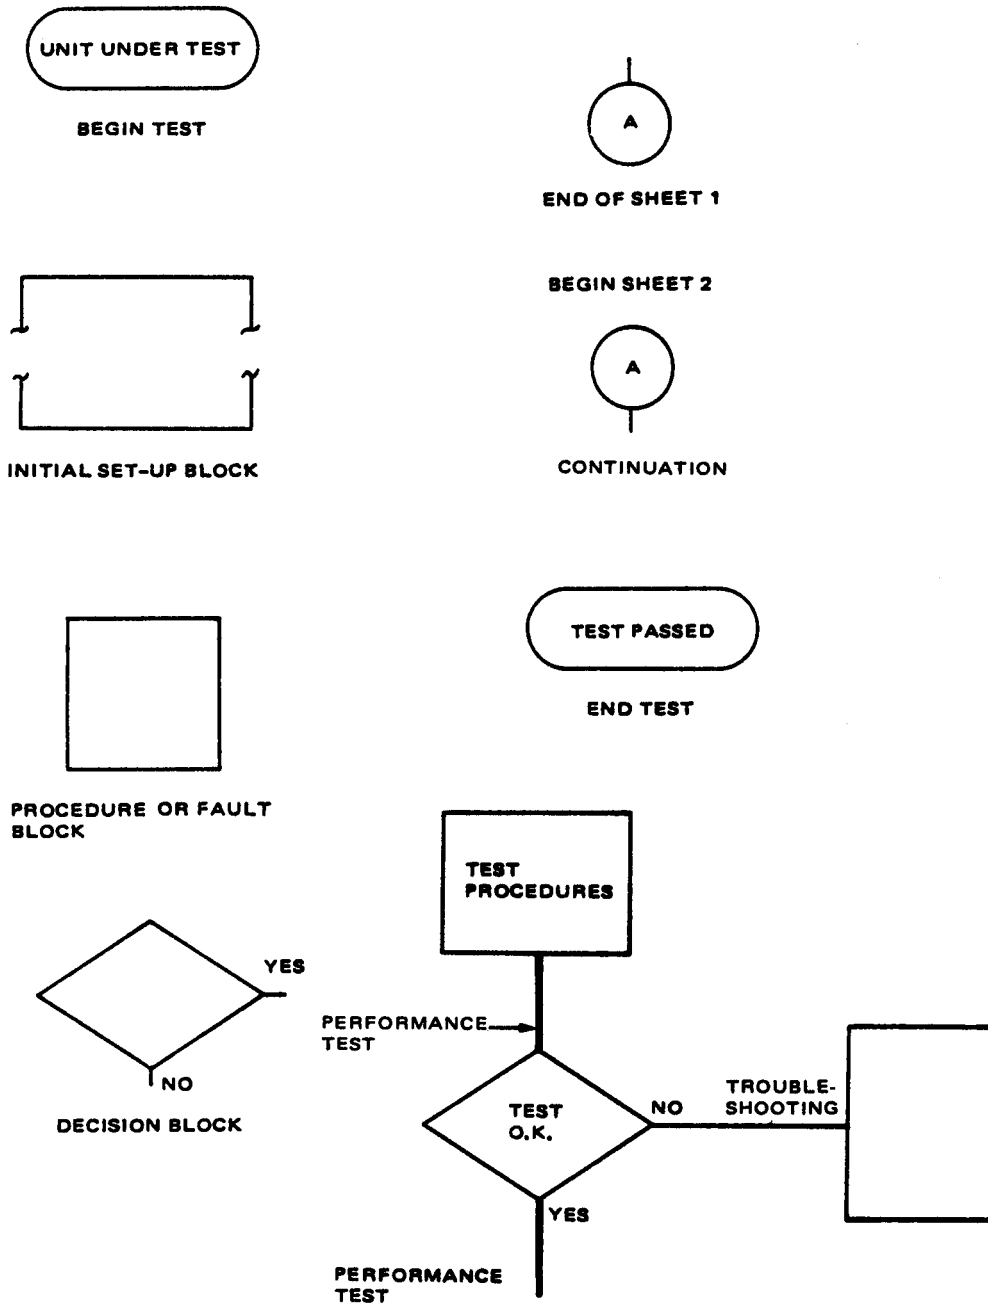 UNIT UNDER TEST
BEGIN TEST
A
END OF SHEET 1
BEGIN SHEET 2
A
CONTINUATION
INITIAL SET-UP BLOCK
TEST PASSED
END TEST
PROCEDURE OR FAULT
BLOCK
YES
NO
DECISION BLOCK
TEST
PROCEDURES
PERFORMANCE
TEST
TEST
O.K.
NO
TROUBLE-
SHOOTING
YES
PERFORMANCE
TEST